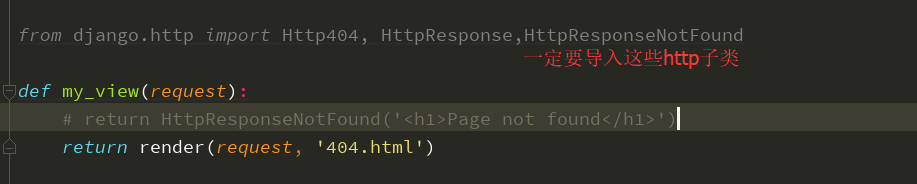 from django.http import Http404, HttpResponse,HttpResponseNotFound
一定要导入这些http子类
def my_view(request):
# return HttpResponseNotFound('<h1>Page not found</h1>')
return render(request, '404.html')